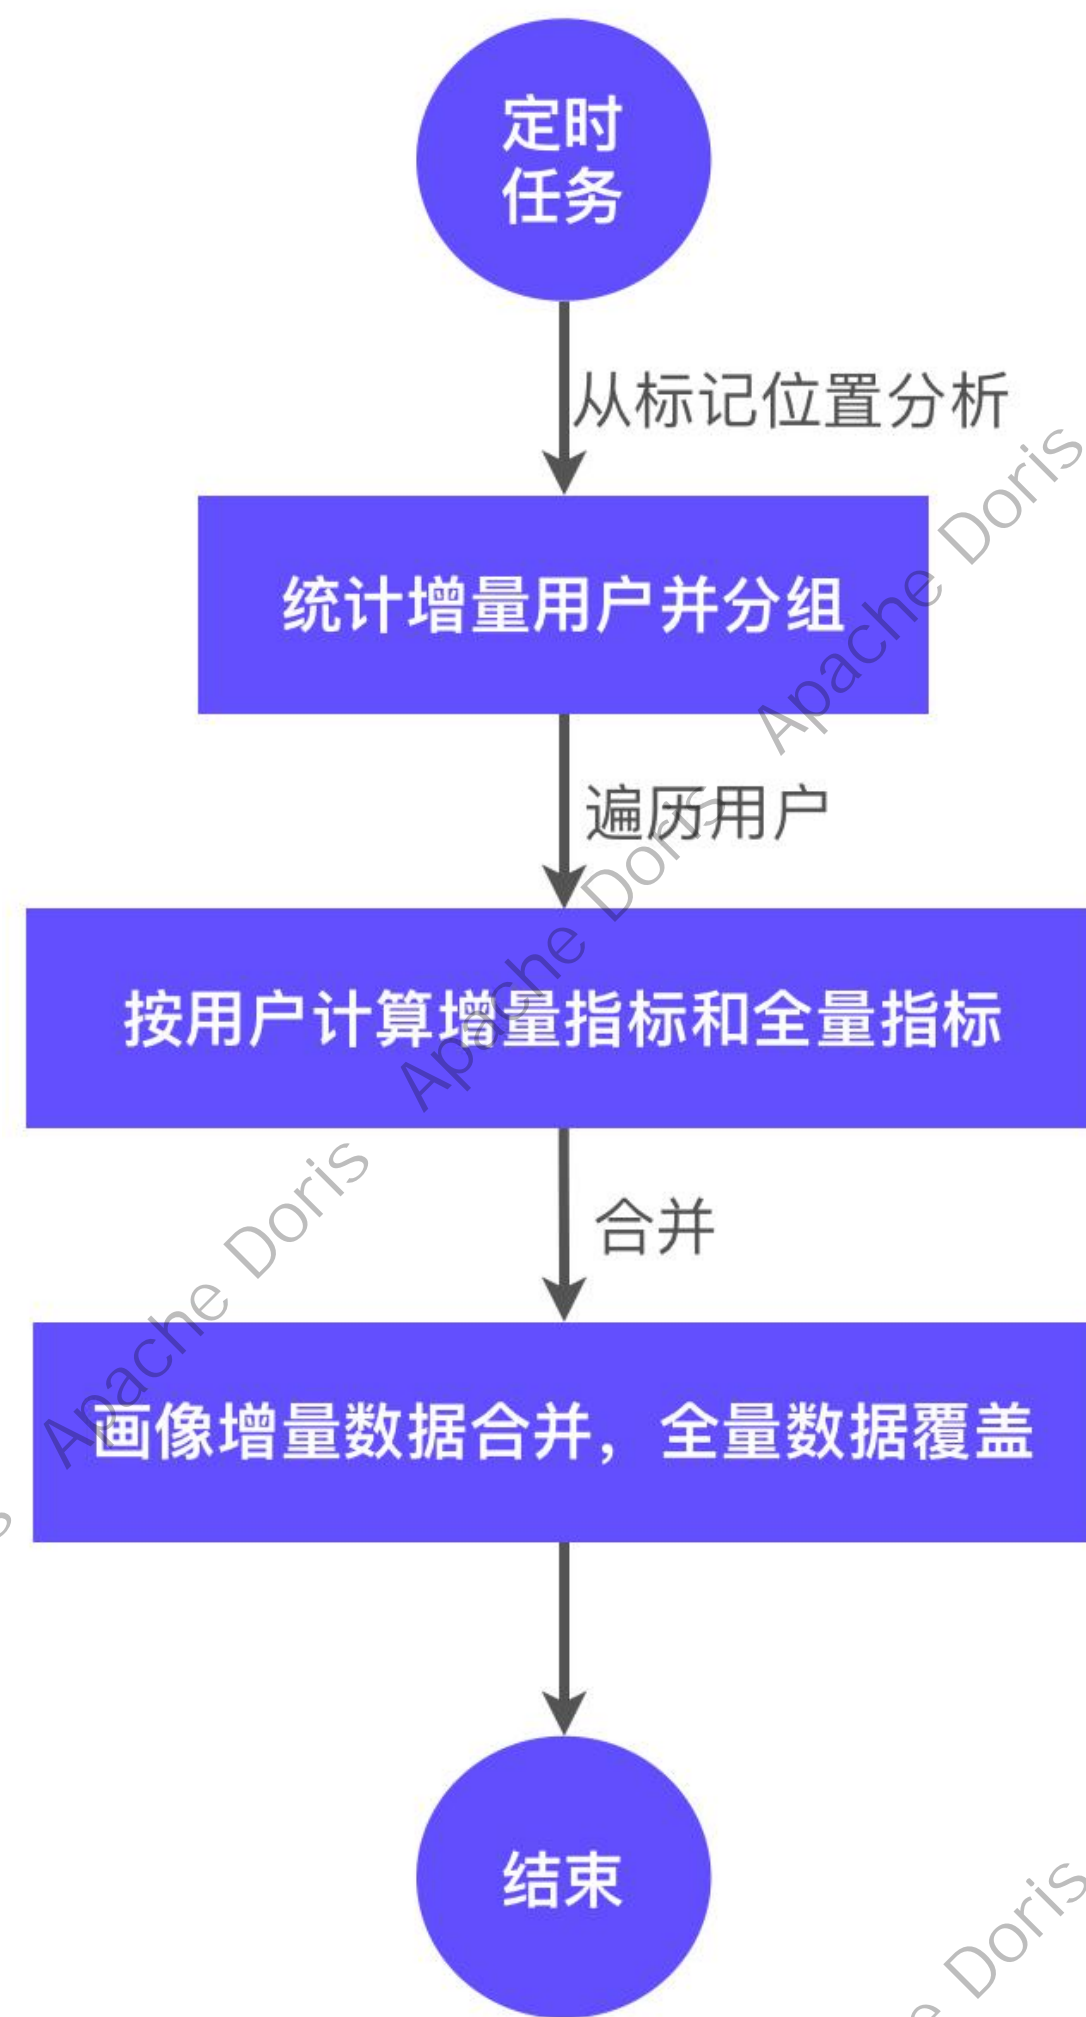 定时
任务
从标记位置分析
统计增量用户并分组
遍历用户
按用户计算增量指标和全量指标
合并
画像增量数据合并，全量数据覆盖
结束
Apache Doris
Apache Doris
Apache Doris
Doris